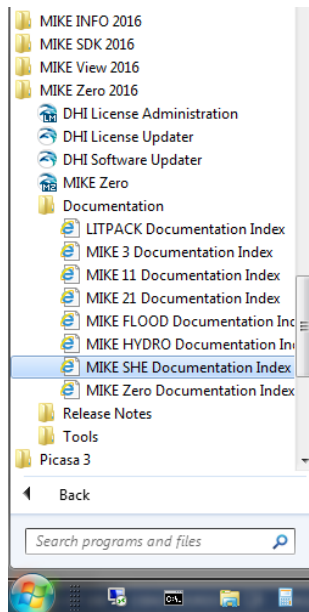 MIKE INFO 2016
MIKE SDK 2016
MIKE View 2016
MIKE Zero 2016
DHI License Administration
DHI License Updater
DHI Software Updater
MIKE Zero
Documentation
LITPACK Documentation Index
MIKE 3 Documentation Index
MIKE 11 Documentation Index
MIKE 21 Documentation Index
MIKE FLOOD Documentation Inc
MIKE HYDRO Documentation In
MIKE SHE Documentation Index
MIKE Zero Documentation Index
Release Notes
Tools
Picasa 3
Back
Search programs and files